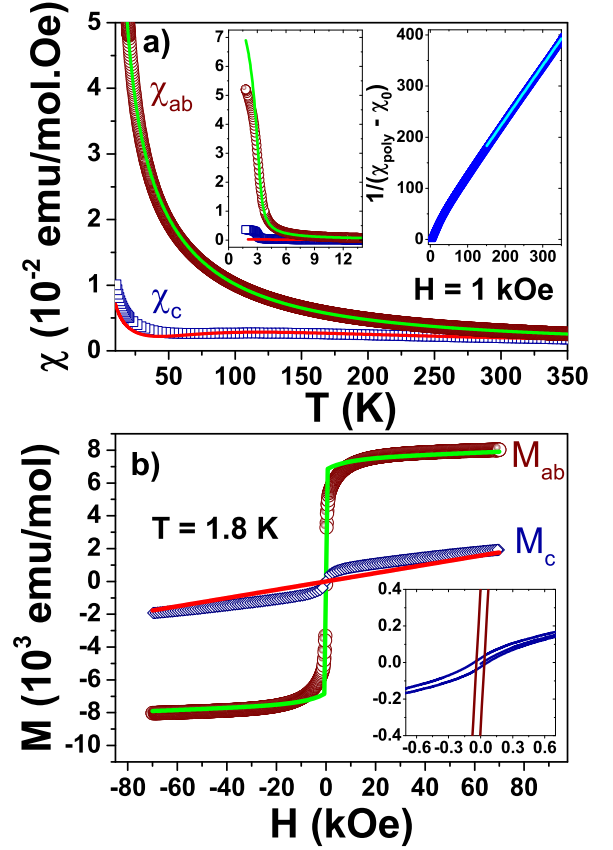 a)
χab
χc
χ (10-2 emu/mol.Oe)
5
4
3
2
1
0
50 100 150 200 250 300 350
T (K)
7
6
5
4
3
2
1
0
0 3 6 9 12
1/(χpoly - χ0)
400
300
200
100
0
0 100 200 300
H = 1 kOe
b)
T = 1.8 K
Mab
Mc
M (103 emu/mol)
8
6
4
2
0
-2
-4
-6
-8
-10
-80 -60 -40 -20 0 20 40 60 80
H (kOe)
0.4
0.2
0.0
-0.2
-0.4
-0.6 -0.3 0.0 0.3 0.6